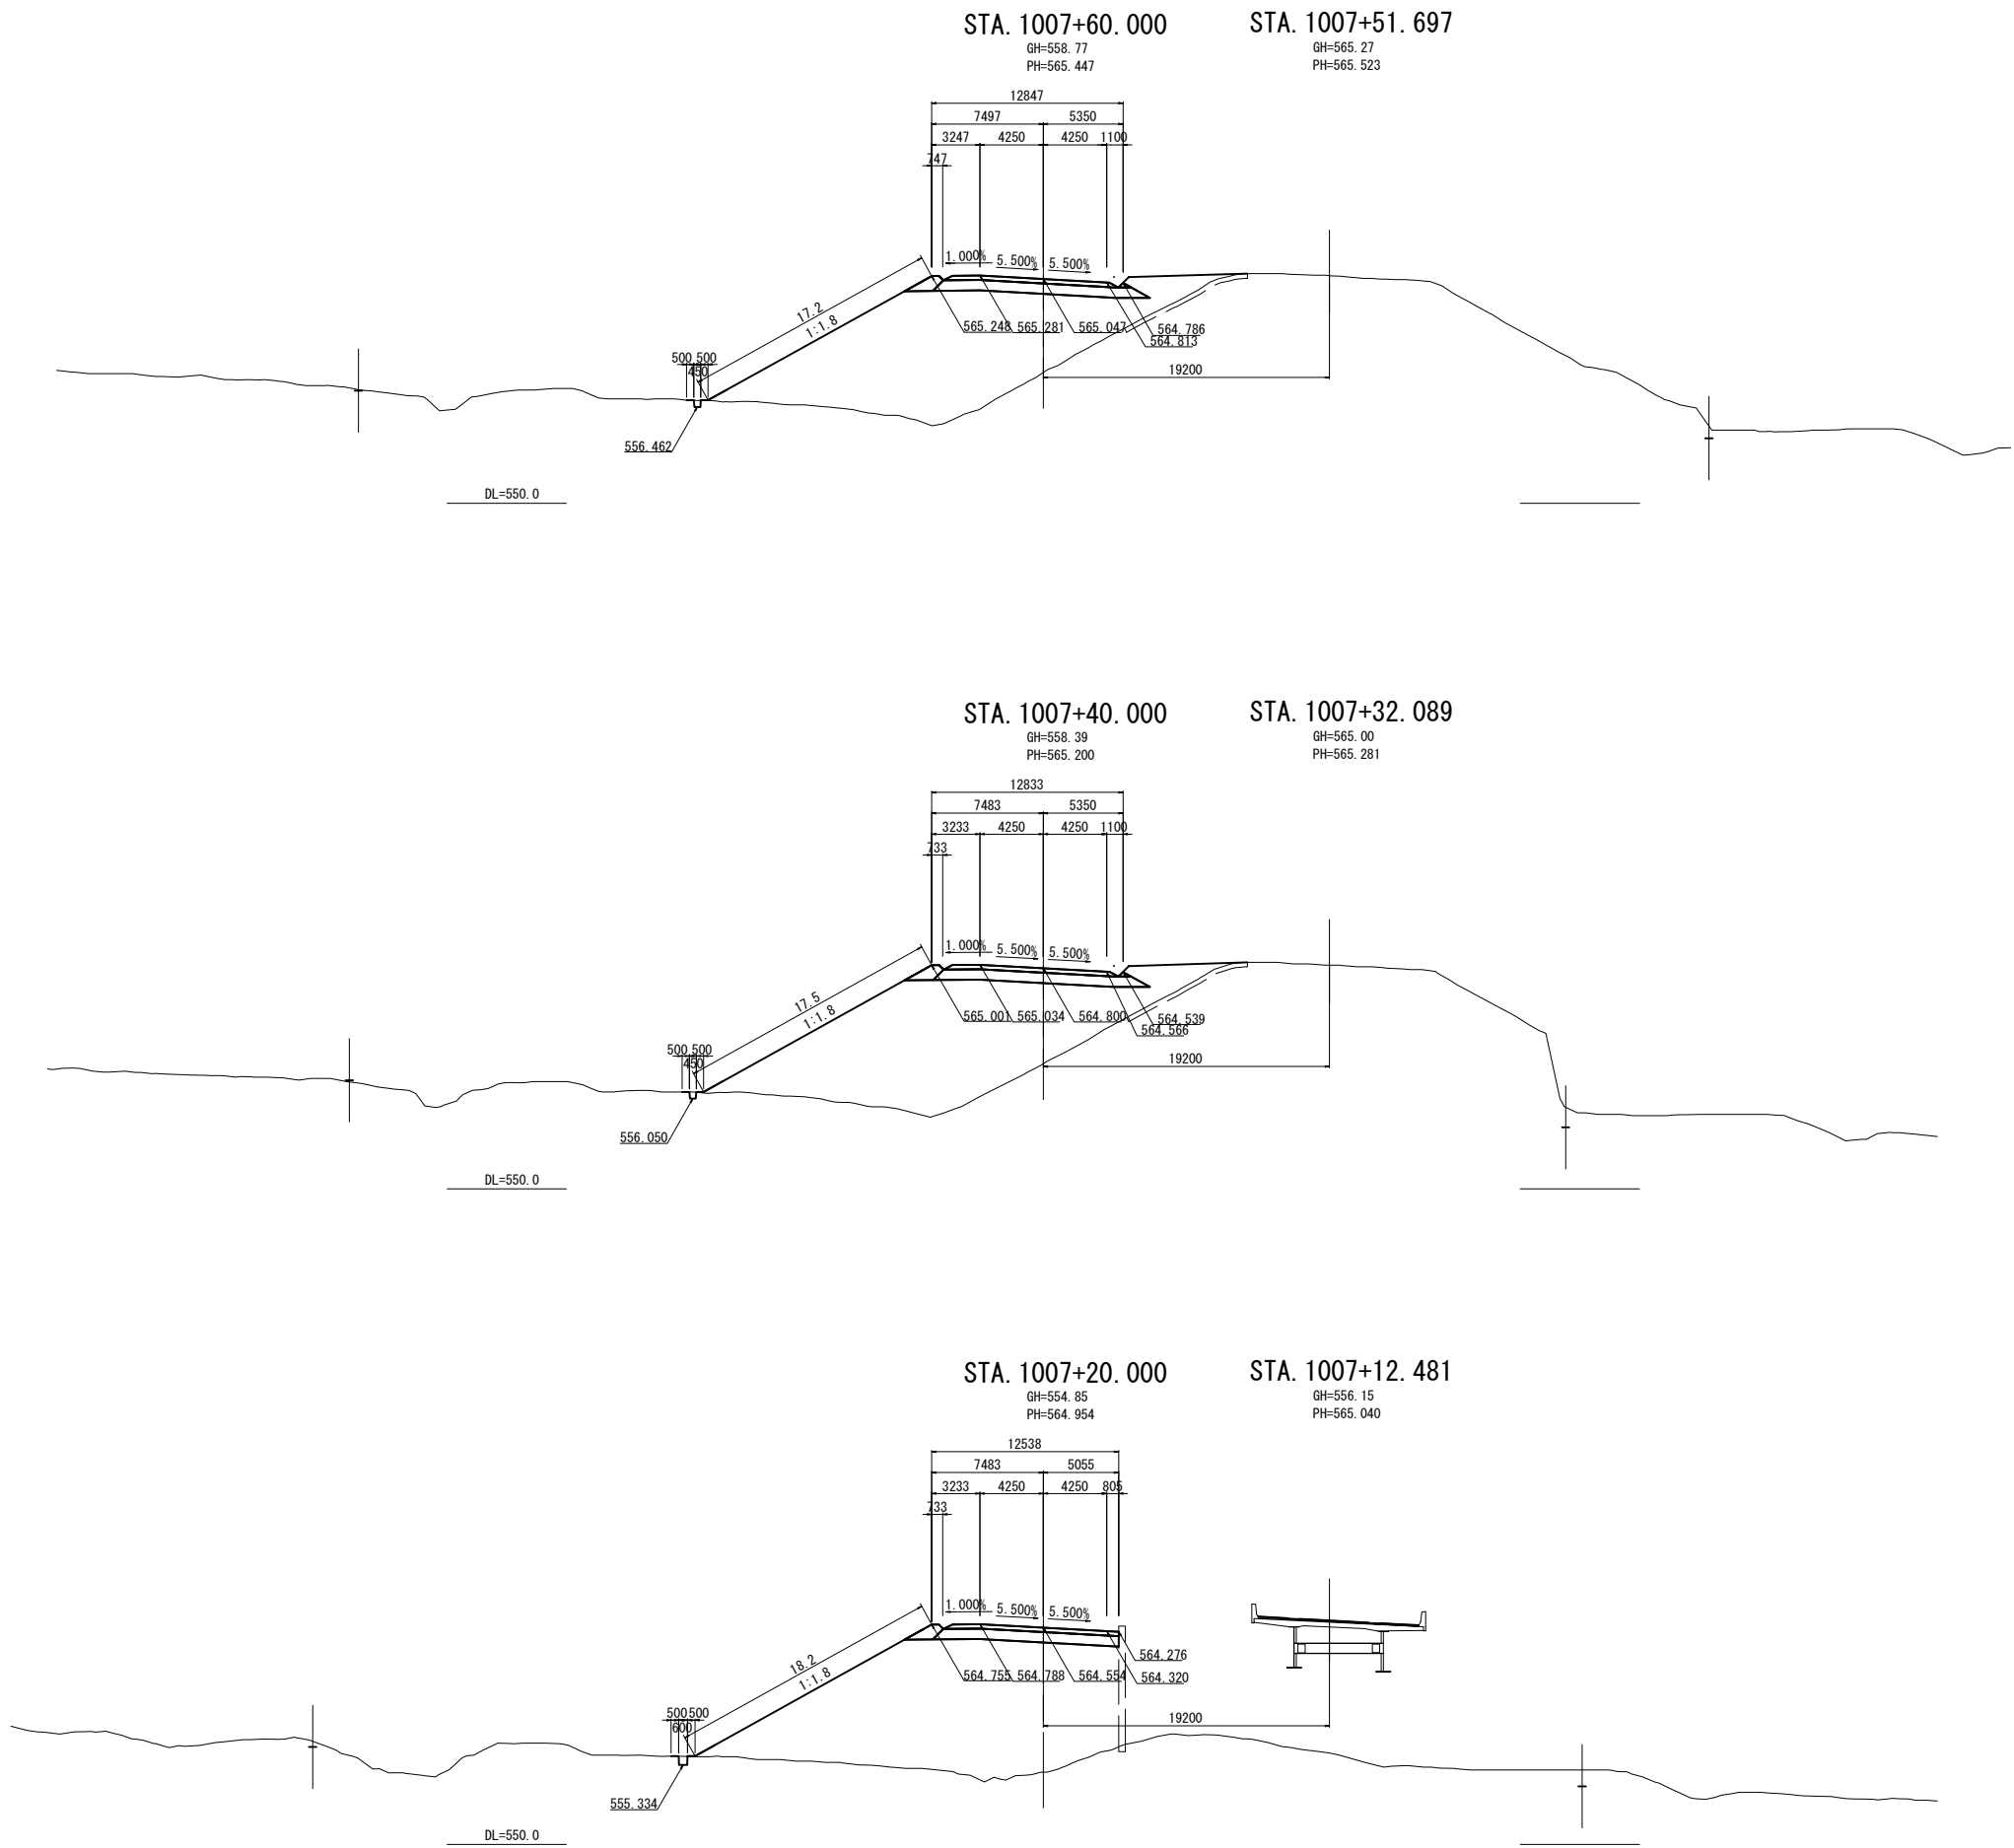 STA. 1007+60.000
GH=558.77
PH=565.447
STA. 1007+51.697
GH=565.27
PH=565.523
12847
7497 5350
3247 4250 4250 1100
747
1.000% 5.500% 5.500%
17.2
1:1.8
565.248 565.281 565.047 564.786
564.813
500 500
450
19200
556.462
DL=550.0
STA. 1007+40.000
GH=558.39
PH=565.200
STA. 1007+32.089
GH=565.00
PH=565.281
12833
7483 5350
3233 4250 4250 1100
733
1.000% 5.500% 5.500%
17.5
1:1.8
565.001 565.034 564.800 564.539
564.566
500 500
450
19200
556.050
DL=550.0
STA. 1007+20.000
GH=554.85
PH=564.954
STA. 1007+12.481
GH=556.15
PH=565.040
12538
7483 5055
3233 4250 4250 805
733
1.000% 5.500% 5.500%
18.2
1:1.8
564.276
564.755 564.788 564.554 564.320
500 500
600
19200
555.334
DL=550.0